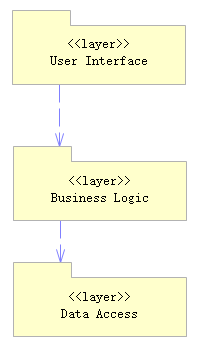 <<layer>>
User Interface
<<layer>>
Business Logic
<<layer>>
Data Access